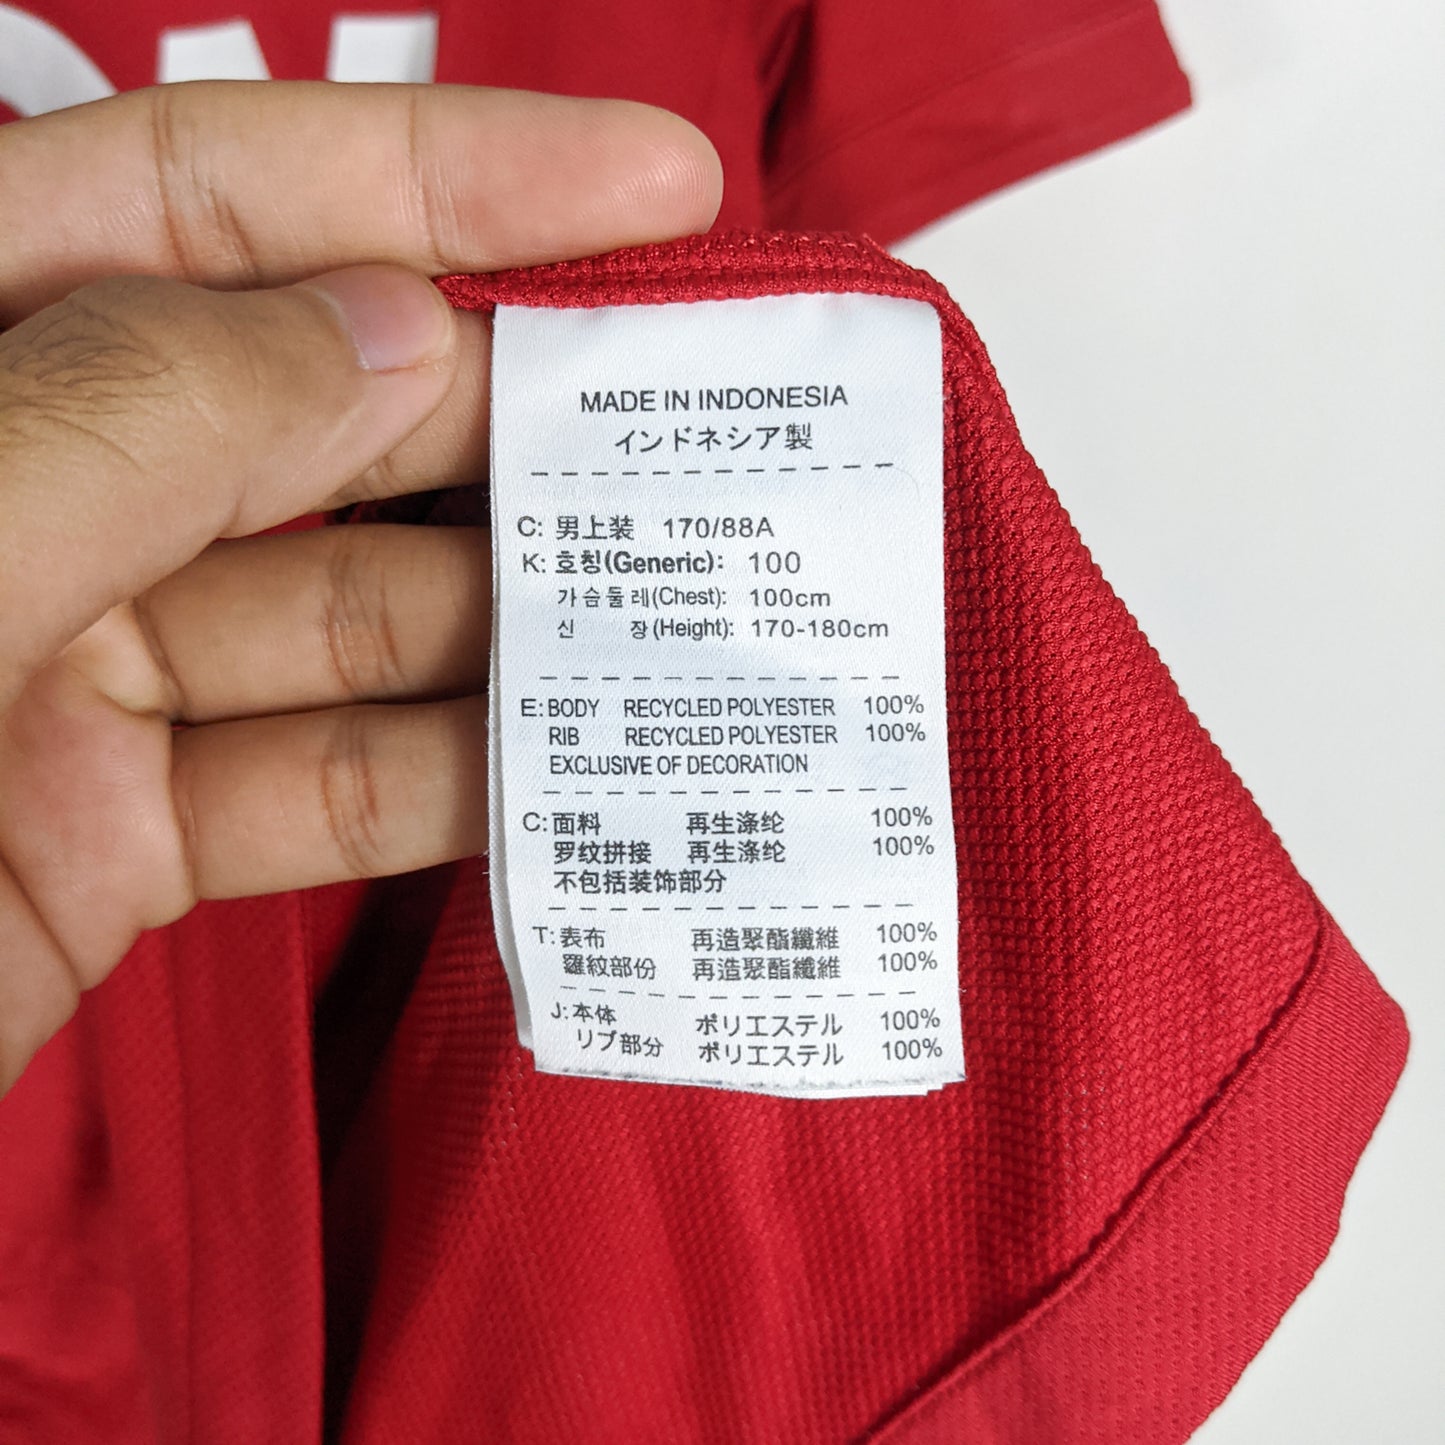 ON
MADE IN INDONESIA
インドネシア製
C: 男上装 170/88A
K: 호칭(Generic): 100
가슴둘레(Chest): 100cm
신 장(Height): 170-180cm
E: BODY RECYCLED POLYESTER 100%
RIB RECYCLED POLYESTER 100%
EXCLUSIVE OF DECORATION
C: 面料 再生涤纶 100%
罗纹拼接 再生涤纶 100%
不包括装饰部分
T: 表布 再造聚酯纖維 100%
羅紋部份 再造聚酯纖維 100%
J: 本体 ポリエステル 100%
リブ部分 ポリエステル 100%